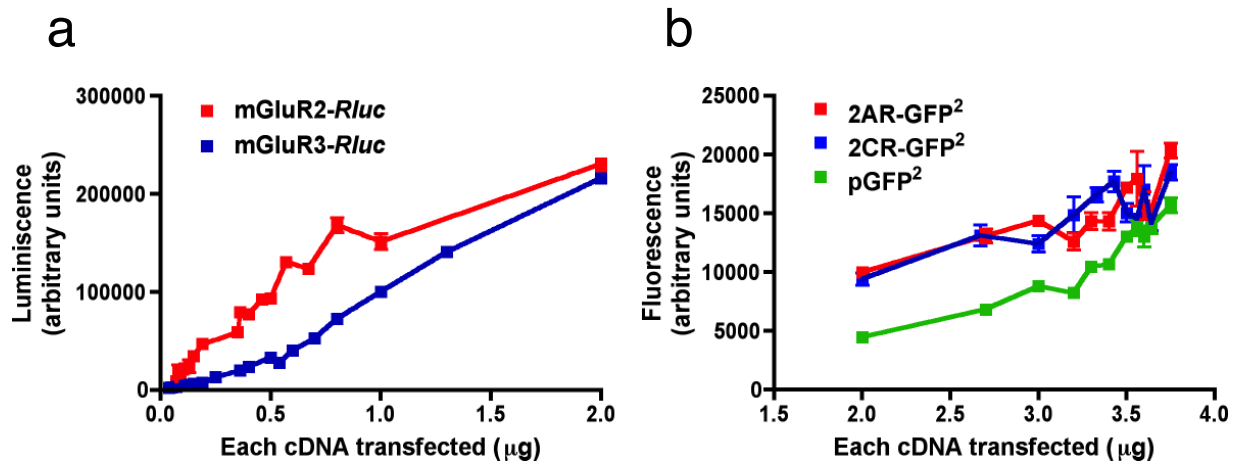 a
300000
200000
100000
0
Luminiscence
(arbitrary units)
mGluR2-Rluc
mGluR3-Rluc
0.0 0.5 1.0 1.5 2.0
Each cDNA transfected (μg)
b
25000
20000
15000
10000
5000
0
Fluorescence
(arbitrary units)
2AR-GFP²
2CR-GFP²
pGFP²
1.5 2.0 2.5 3.0 3.5 4.0
Each cDNA transfected (μg)